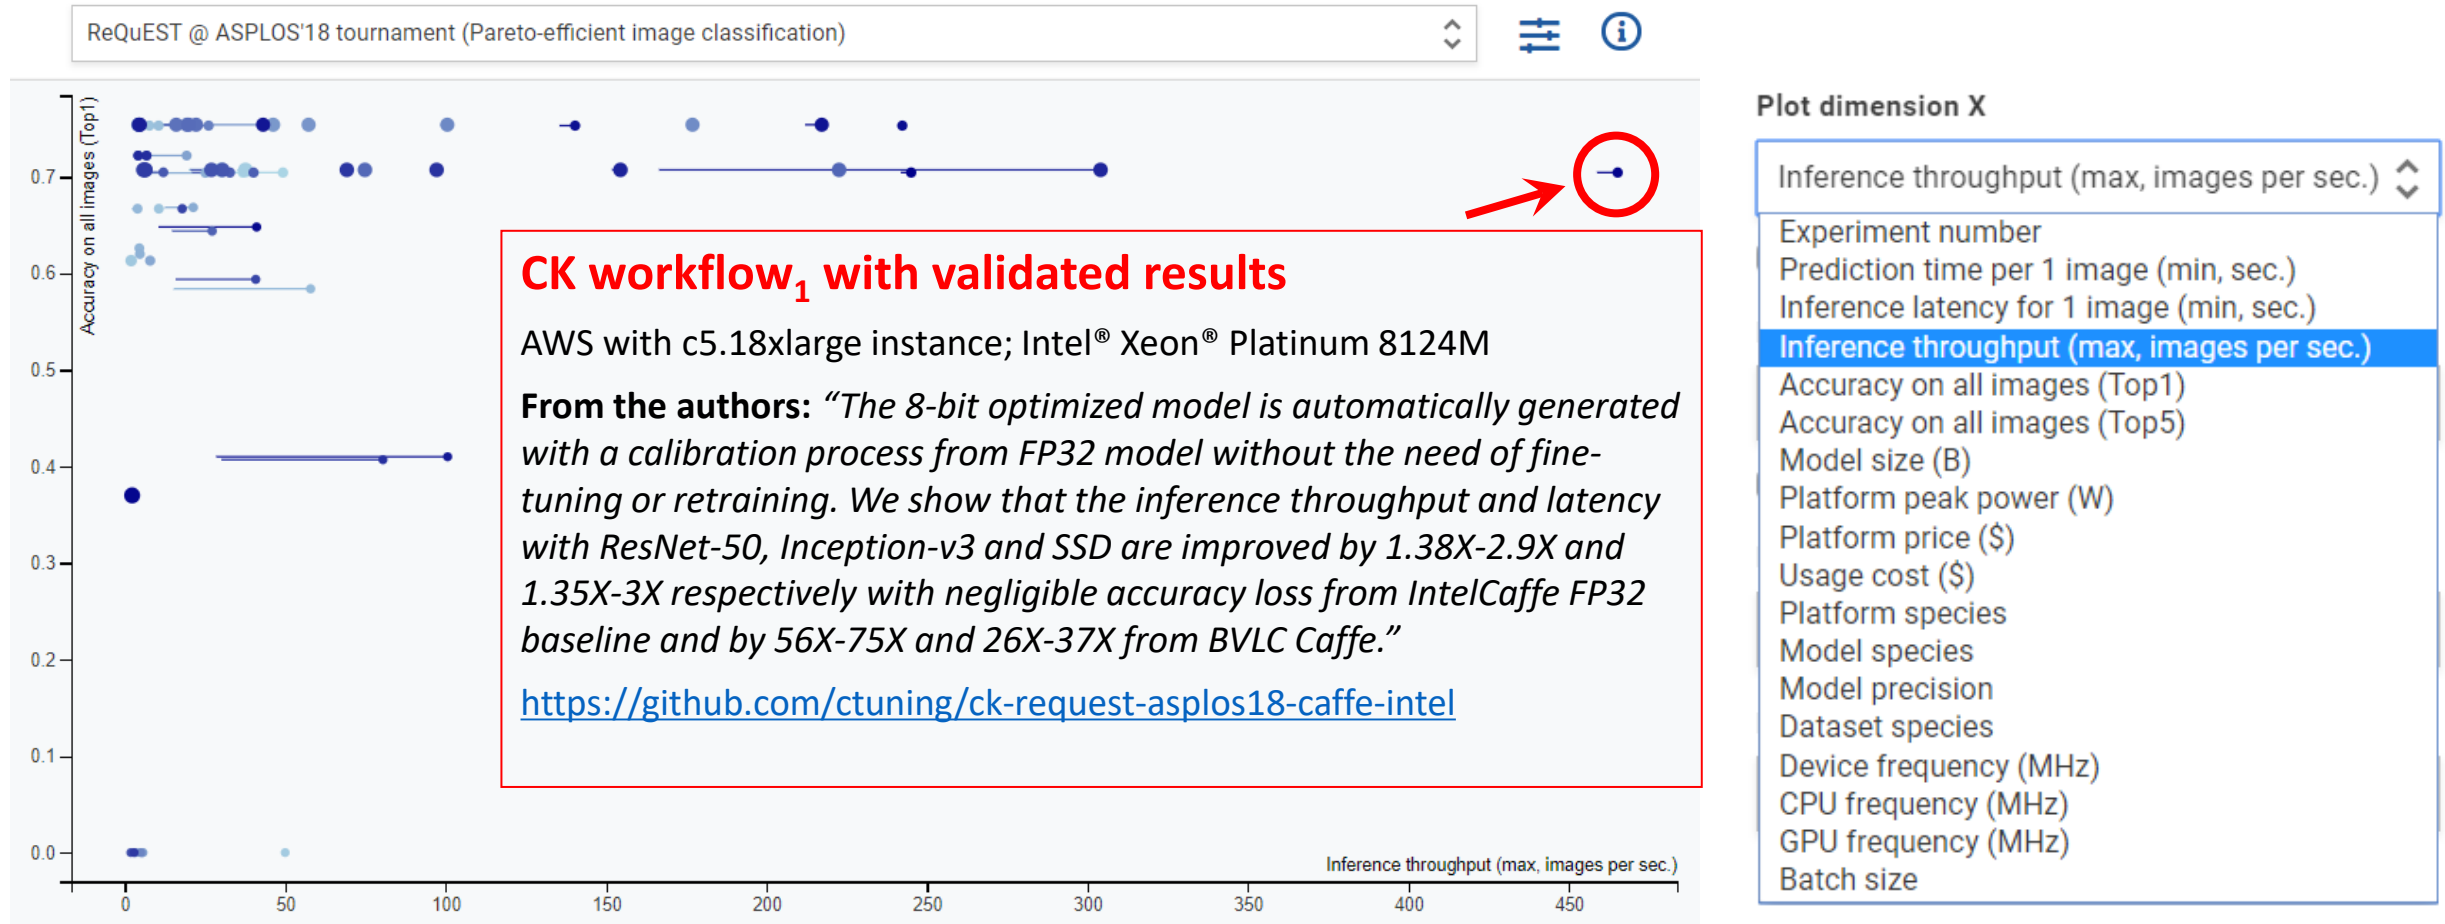 ReQuEST @ ASPLOS'18 tournament (Pareto-efficient image classification)
Accuracy on all images (Top1)
0.7
0.6
0.5
0.4
0.3
0.2
0.1
0.0
CK workflow1 with validated results
AWS with c5.18xlarge instance; Intel® Xeon® Platinum 8124M
From the authors: “The 8-bit optimized model is automatically generated
with a calibration process from FP32 model without the need of fine-
tuning or retraining. We show that the inference throughput and latency
with ResNet-50, Inception-v3 and SSD are improved by 1.38X-2.9X and
1.35X-3X respectively with negligible accuracy loss from IntelCaffe FP32
baseline and by 56X-75X and 26X-37X from BVLC Caffe.”
https://github.com/ctuning/ck-request-asplos18-caffe-intel
Inference throughput (max, images per sec.)
0 50 100 150 200 250 300 350 400 450
Plot dimension X
Inference throughput (max, images per sec.)
Experiment number
Prediction time per 1 image (min, sec.)
Inference latency for 1 image (min, sec.)
Inference throughput (max, images per sec.)
Accuracy on all images (Top1)
Accuracy on all images (Top5)
Model size (B)
Platform peak power (W)
Platform price ($)
Usage cost ($)
Platform species
Model species
Model precision
Dataset species
Device frequency (MHz)
CPU frequency (MHz)
GPU frequency (MHz)
Batch size